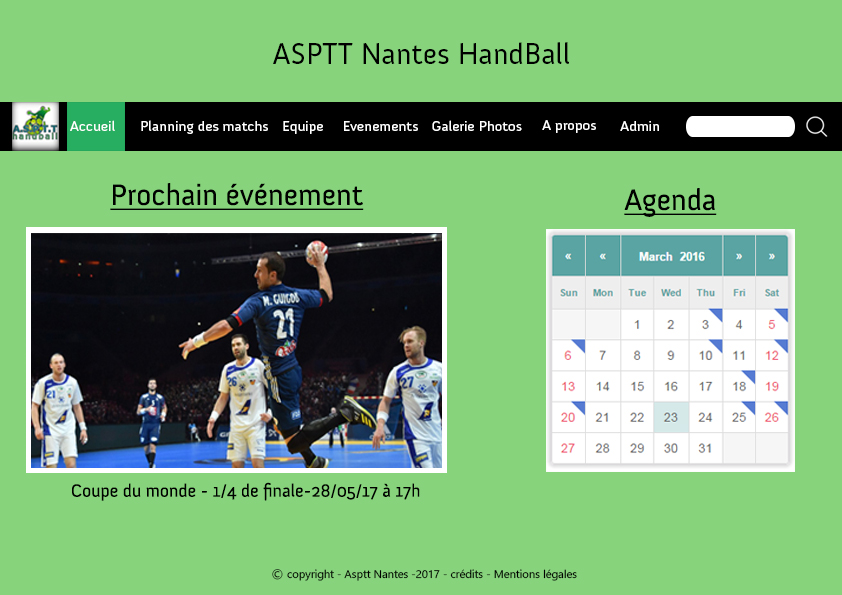 ASPTT Nantes HandBall
A.S.P.T.T
handball
Accueil Planning des matchs Equipe Evenements Galerie Photos A propos Admin
Prochain événement
Agenda
M. GUIGOU
21
21
26
27
« « March 2016 » »
Sun Mon Tue Wed Thu Fri Sat
1 2 3 4 5
6 7 8 9 10 11 12
13 14 15 16 17 18 19
20 21 22 23 24 25 26
27 28 29 30 31
Coupe du monde - 1/4 de finale-28/05/17 à 17h
© copyright - Asptt Nantes -2017 - crédits - Mentions légales